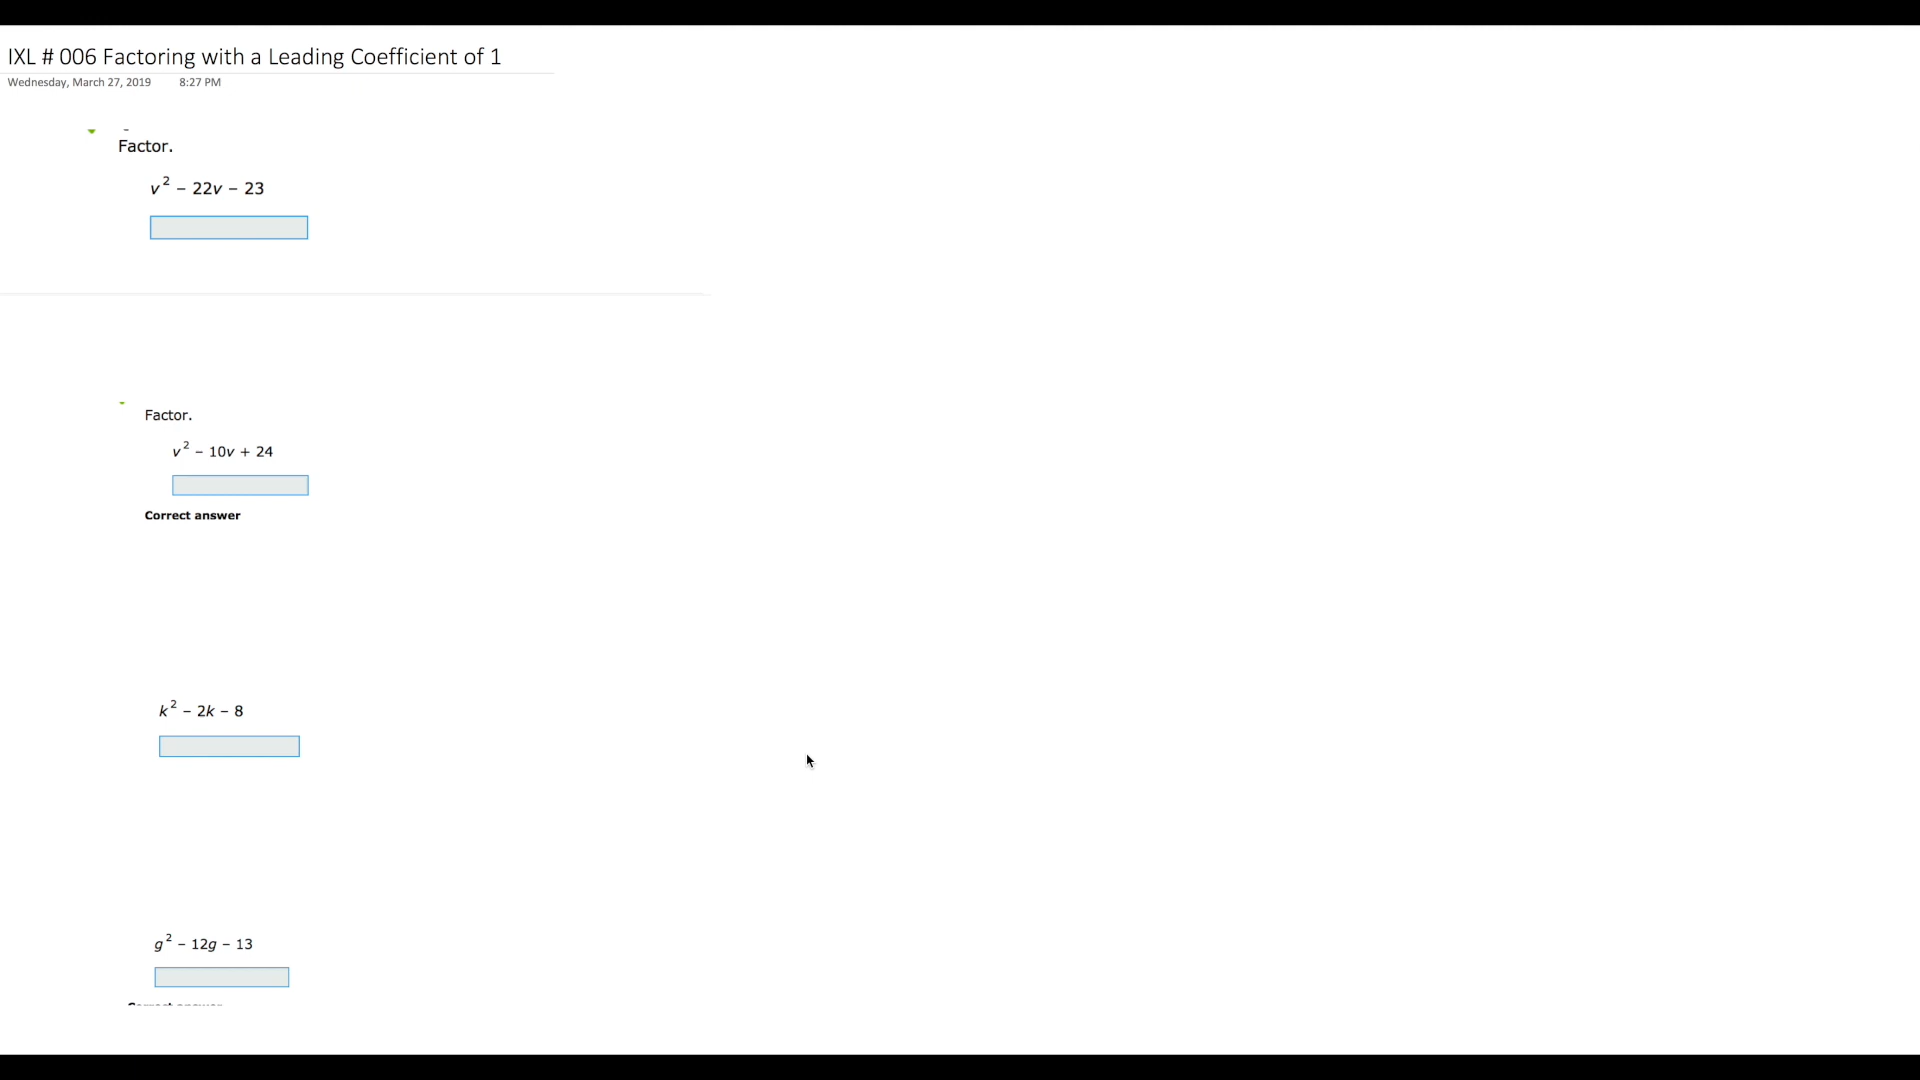 IXL # 006 Factoring with a Leading Coefficient of 1
Wednesday, March 27, 2019 8:27 PM
Factor.
v² – 22v – 23
Factor.
v² – 10v + 24
Correct answer
k² – 2k – 8
g² – 12g – 13